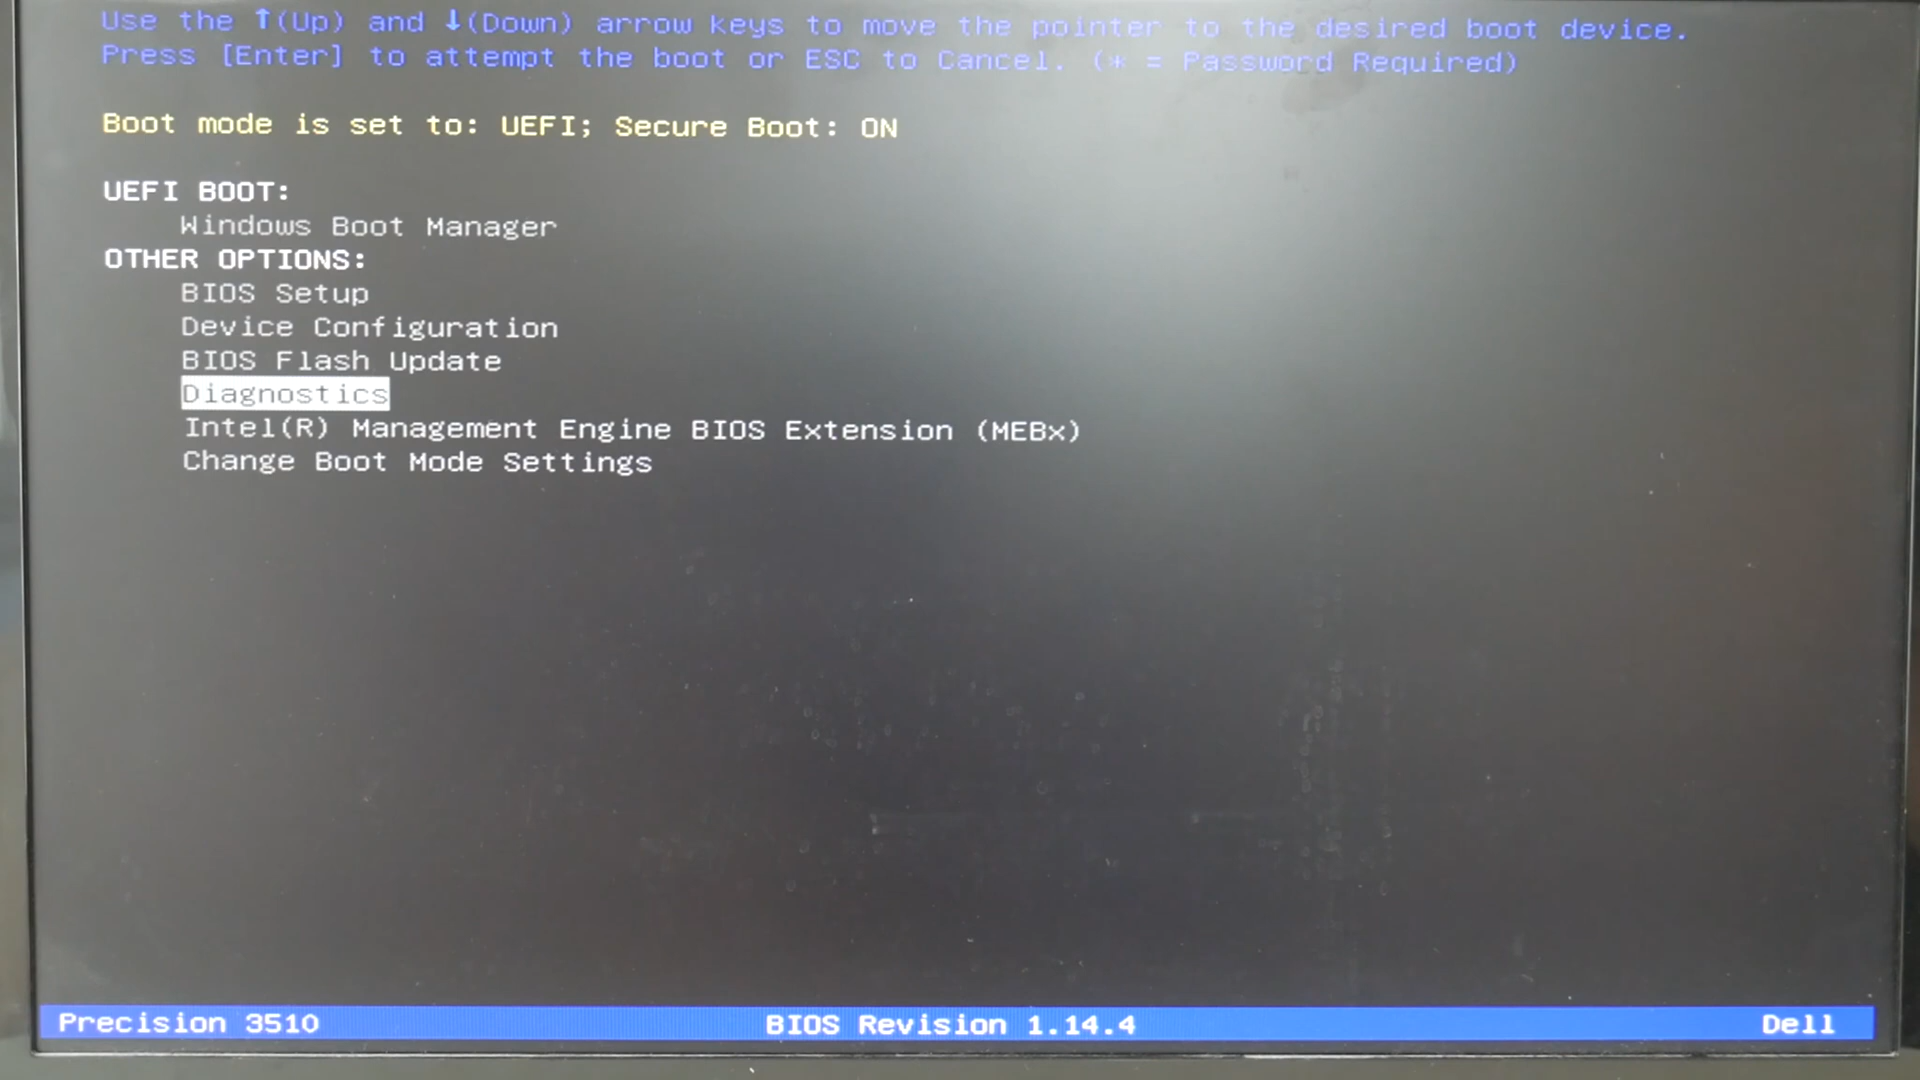 Use the ↑(Up) and ↓(Down) arrow keys to move the pointer to the desired boot device.
Press [Enter] to attempt the boot or ESC to Cancel. (* = Password Required)
Boot mode is set to: UEFI; Secure Boot: ON
UEFI BOOT:
Windows Boot Manager
OTHER OPTIONS:
BIOS Setup
Device Configuration
BIOS Flash Update
Diagnostics
Intel(R) Management Engine BIOS Extension (MEBx)
Change Boot Mode Settings
Precision 3510 BIOS Revision 1.14.4 Dell